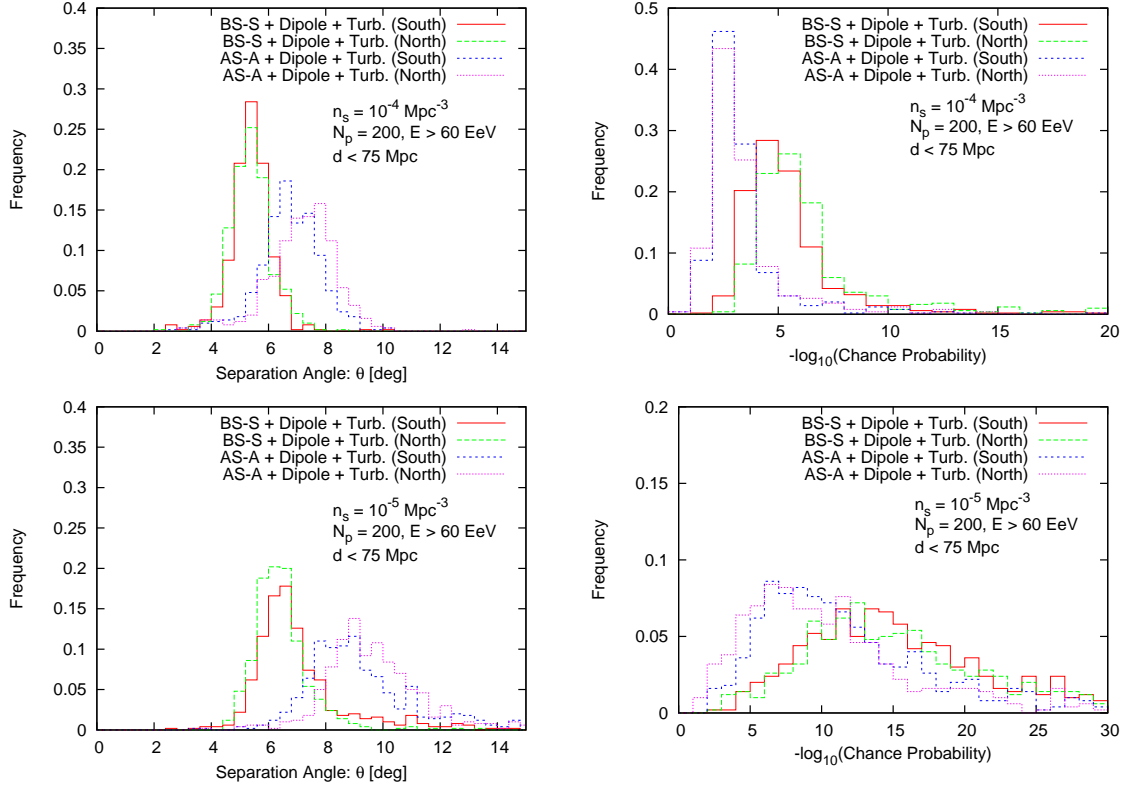 0.4
0.35
0.3
0.25
0.2
0.15
0.1
0.05
0
Frequency
BS-S + Dipole + Turb. (South)
BS-S + Dipole + Turb. (North)
AS-A + Dipole + Turb. (South)
AS-A + Dipole + Turb. (North)
n_s = 10^-4 Mpc^-3
N_p = 200, E > 60 EeV
d < 75 Mpc
0 2 4 6 8 10 12 14
Separation Angle: θ [deg]
0.5
0.4
0.3
0.2
0.1
0
Frequency
BS-S + Dipole + Turb. (South)
BS-S + Dipole + Turb. (North)
AS-A + Dipole + Turb. (South)
AS-A + Dipole + Turb. (North)
n_s = 10^-4 Mpc^-3
N_p = 200, E > 60 EeV
d < 75 Mpc
0 5 10 15 20
-log_10(Chance Probability)
0.4
0.35
0.3
0.25
0.2
0.15
0.1
0.05
0
Frequency
BS-S + Dipole + Turb. (South)
BS-S + Dipole + Turb. (North)
AS-A + Dipole + Turb. (South)
AS-A + Dipole + Turb. (North)
n_s = 10^-5 Mpc^-3
N_p = 200, E > 60 EeV
d < 75 Mpc
0 2 4 6 8 10 12 14
Separation Angle: θ [deg]
0.2
0.15
0.1
0.05
0
Frequency
BS-S + Dipole + Turb. (South)
BS-S + Dipole + Turb. (North)
AS-A + Dipole + Turb. (South)
AS-A + Dipole + Turb. (North)
n_s = 10^-5 Mpc^-3
N_p = 200, E > 60 EeV
d < 75 Mpc
0 5 10 15 20 25 30
-log_10(Chance Probability)